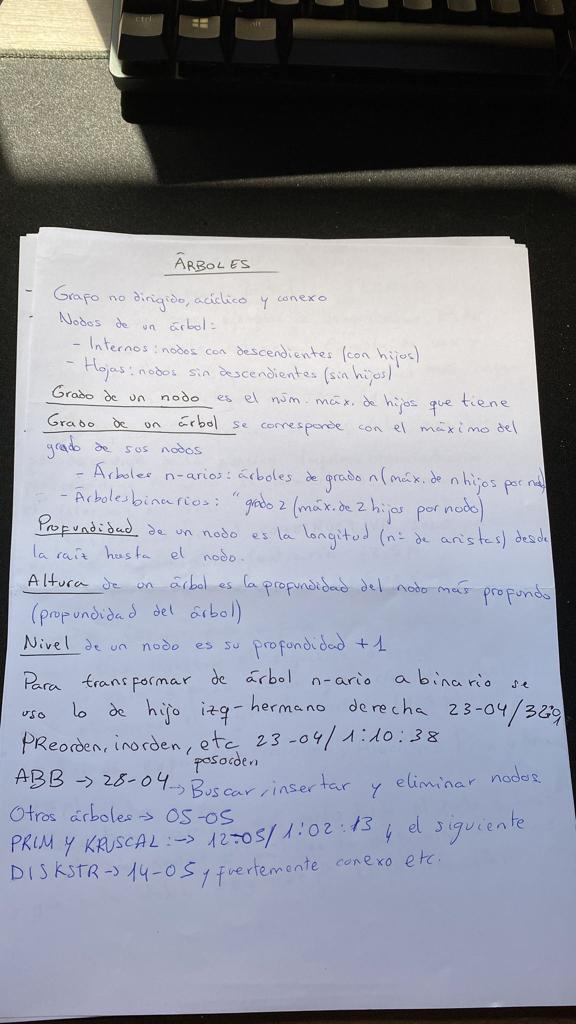 ctrl
alt
ÁRBOLES
Grafo no dirigido, acíclico y conexo
Nodos de un árbol:
- Internos: nodos con descendientes (con hijos)
- Hojas: nodos sin descendientes (sin hijos)
Grado de un nodo es el núm. máx. de hijos que tiene
Grado de un árbol se corresponde con el máximo del
grado de sus nodos
- Árboles n-arios: árboles de grado n (máx. de n hijos por nodo)
- Árboles binarios: " grado 2 (máx. de 2 hijos por nodo)
Profundidad de un nodo es la longitud (nº de aristas) desde
la raíz hasta el nodo.
Altura de un árbol es la profundidad del nodo más profundo
(profundidad del árbol)
Nivel de un nodo es su profundidad +1
Para transformar de árbol n-ario a binario se
uso lo de hijo izq-hermano derecha 23-04/
PReorden, inorden, etc 23-04/1:10:38
posorden
ABB → 28-04 → Buscar, insertar y eliminar nodos
Otros árboles → 05-05
PRIM Y KRUSCAL: → 12-05/1:02:13 y el siguiente
DISKSTR → 14-05 y fuertemente conexo etc.